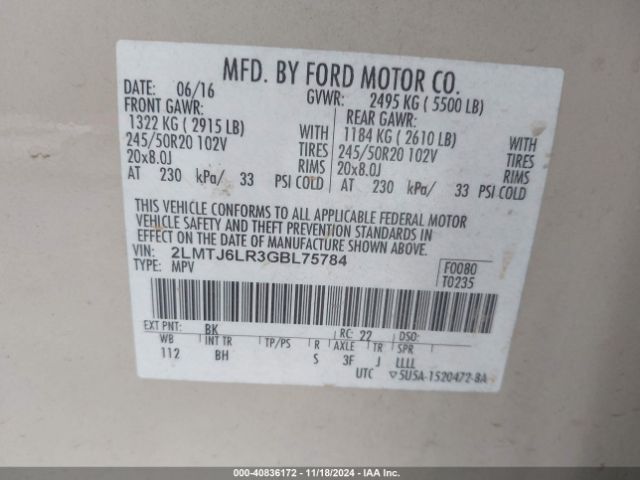 MFD. BY FORD MOTOR CO.
DATE: 06/16 GVWR: 2495 KG ( 5500 LB)
FRONT GAWR: REAR GAWR:
1322 KG ( 2915 LB) WITH 1184 KG ( 2610 LB) WITH
245/50R20 102V TIRES 245/50R20 102V TIRES
20x8.0J RIMS 20x8.0J RIMS
AT 230 kPa/ 33 PSI COLD AT 230 kPa/ 33 PSI COLD
THIS VEHICLE CONFORMS TO ALL APPLICABLE FEDERAL MOTOR
VEHICLE SAFETY AND THEFT PREVENTION STANDARDS IN
EFFECT ON THE DATE OF MANUFACTURE SHOWN ABOVE.
VIN: 2LMTJ6LR3GBL75784
TYPE: MPV
F0080
T0235
EXT PNT: BK RC: 22 DSO:
WB INT TR TP/PS R AXLE TR SPR
112 BH S 3F J LLLL
UTC ▽5U5A-1520472-BA
000-40836172 - 11/18/2024 - IAA Inc.